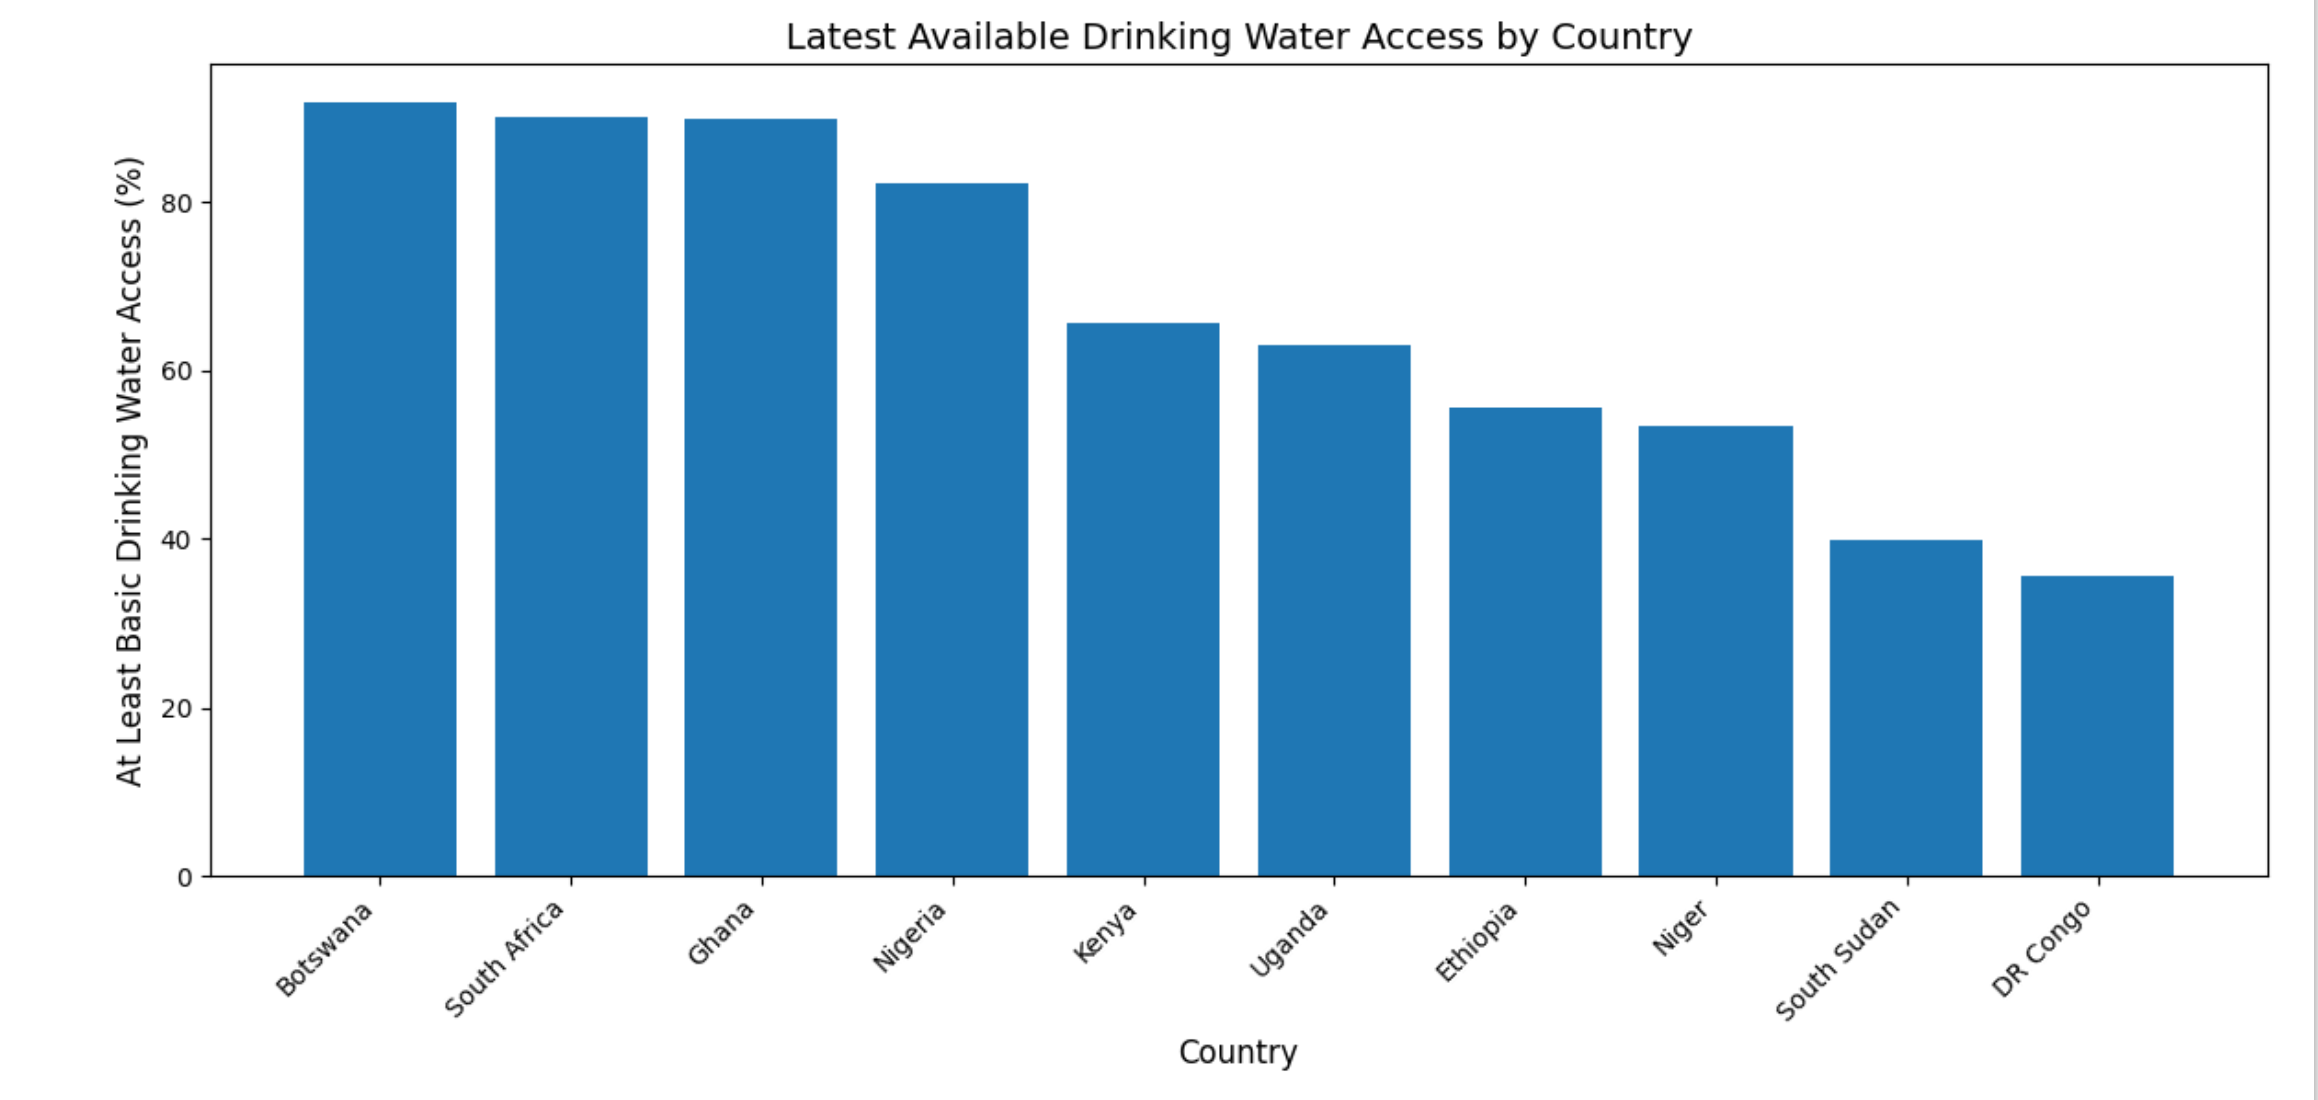 Latest Available Drinking Water Access by Country
At Least Basic Drinking Water Access (%)
80
60
40
20
0
Botswana
South Africa
Ghana
Nigeria
Kenya
Uganda
Ethiopia
Niger
South Sudan
DR Congo
Country